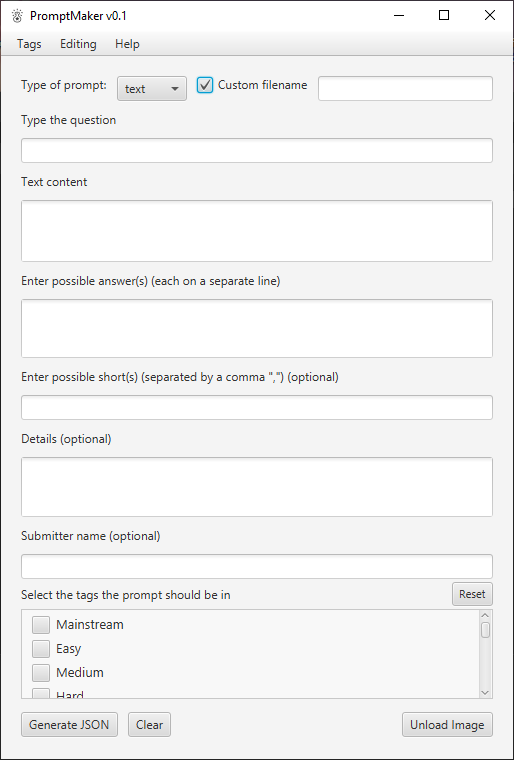 PromptMaker v0.1
Tags Editing Help
Type of prompt: text Custom filename
Type the question
Text content
Enter possible answer(s) (each on a separate line)
Enter possible short(s) (separated by a comma ",") (optional)
Details (optional)
Submitter name (optional)
Select the tags the prompt should be in Reset
Mainstream
Easy
Medium
Hard
Generate JSON Clear Unload Image